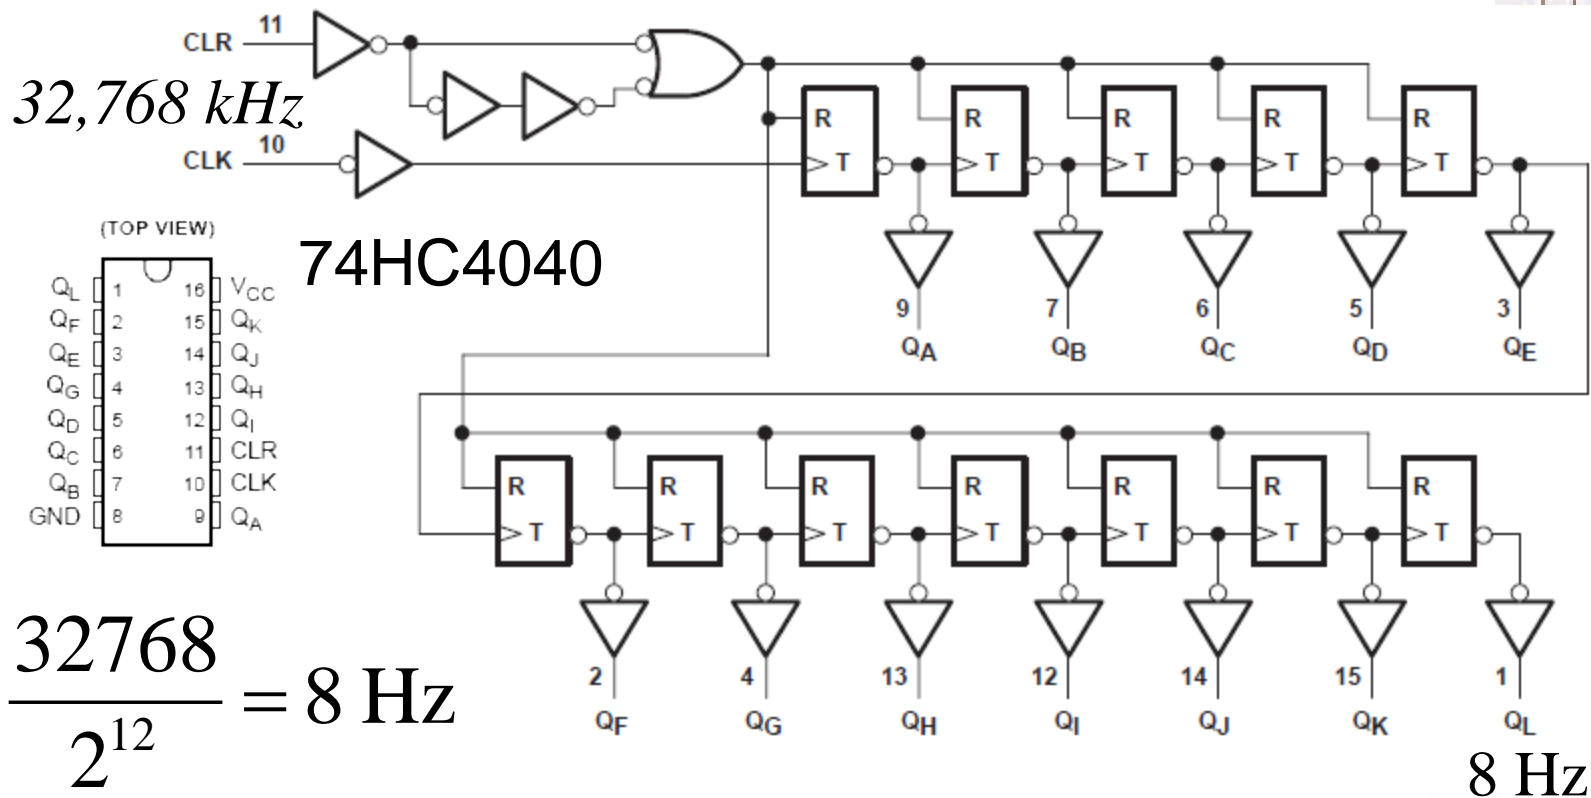 CLR 11
32,768 kHz
CLK 10
R R R R R
T T T T T
(TOP VIEW)
74HC4040
QL 1 16 VCC
QF 2 15 QK
QE 3 14 QJ
QG 4 13 QH
QD 5 12 QI
QC 6 11 CLR
QB 7 10 CLK
GND 8 9 QA
9 7 6 5 3
QA QB QC QD QE
R R R R R R R
T T T T T T T
2 4 13 12 14 15 1
QF QG QH QI QJ QK QL
32768 / 2^12 = 8 Hz
8 Hz